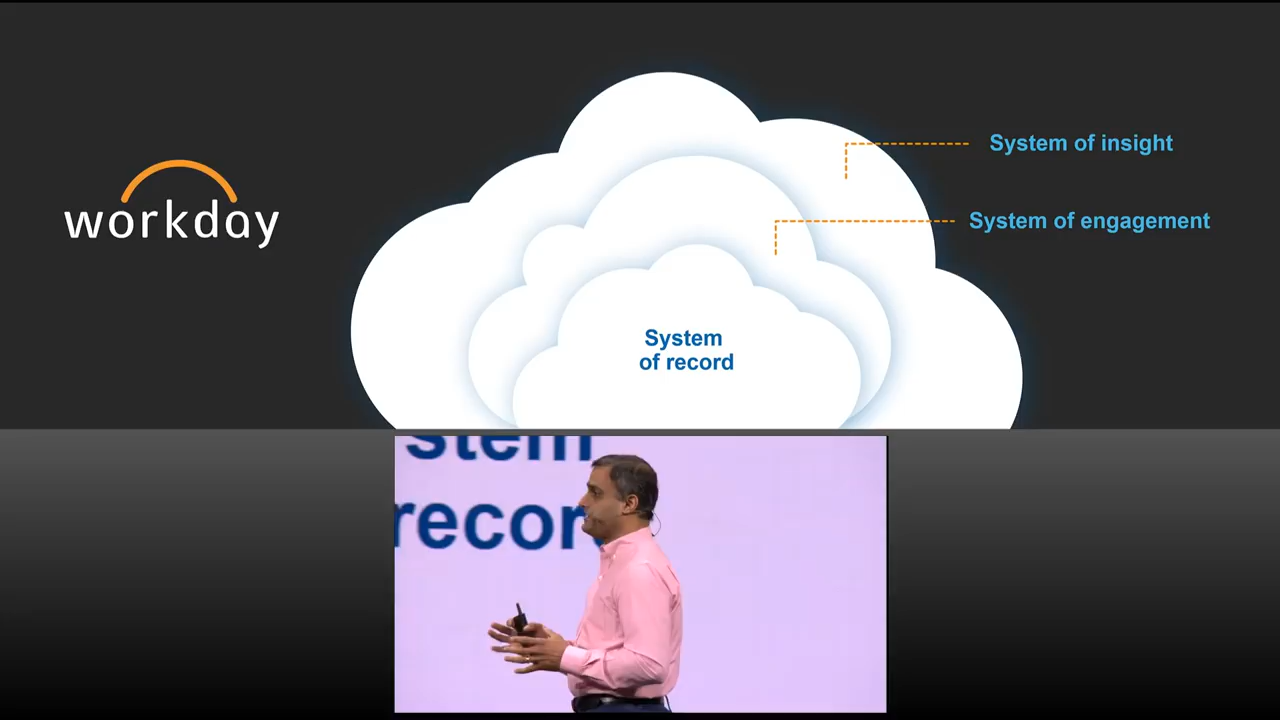 workday
System of insight
System of engagement
System
of record
stem
recor